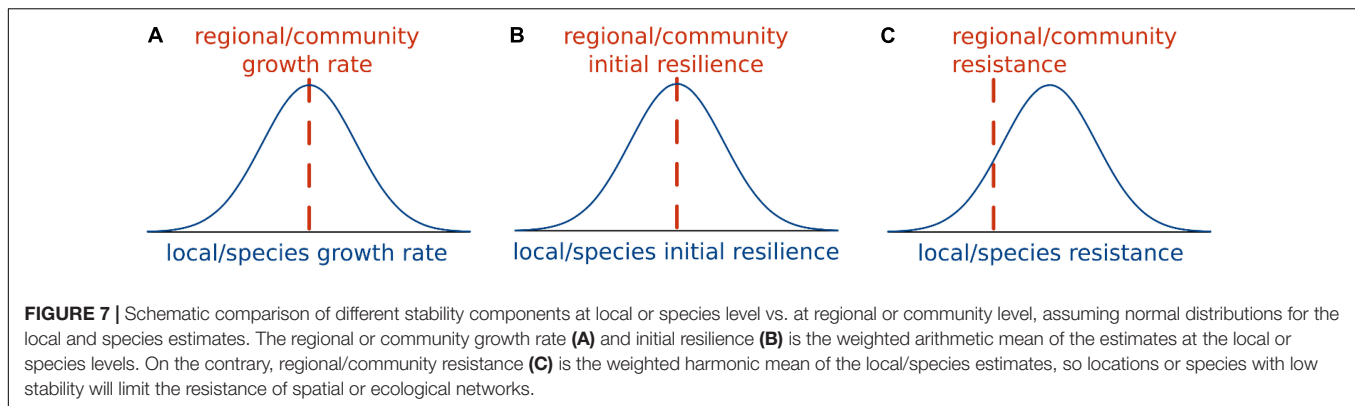 A
regional/community
growth rate
local/species growth rate
B
regional/community
initial resilience
local/species initial resilience
C
regional/community
resistance
local/species resistance
FIGURE 7 | Schematic comparison of different stability components at local or species level vs. at regional or community level, assuming normal distributions for the
local and species estimates. The regional or community growth rate (A) and initial resilience (B) is the weighted arithmetic mean of the estimates at the local or
species levels. On the contrary, regional/community resistance (C) is the weighted harmonic mean of the local/species estimates, so locations or species with low
stability will limit the resistance of spatial or ecological networks.